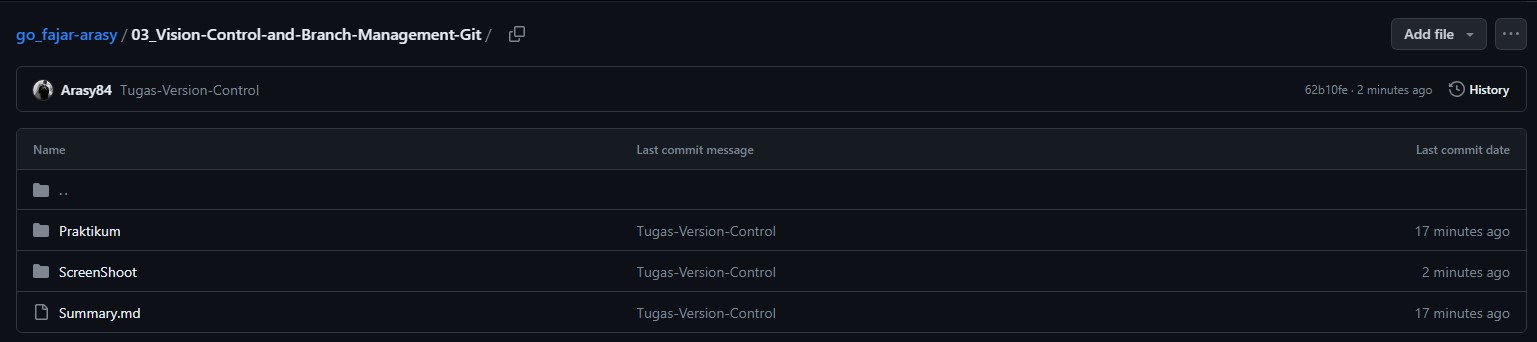 go_fajar-arasy / 03_Vision-Control-and-Branch-Management-Git / Add file ...
Arasy84 Tugas-Version-Control 62b10fe · 2 minutes ago History
Name Last commit message Last commit date
..
Praktikum Tugas-Version-Control 17 minutes ago
ScreenShoot Tugas-Version-Control 2 minutes ago
Summary.md Tugas-Version-Control 17 minutes ago